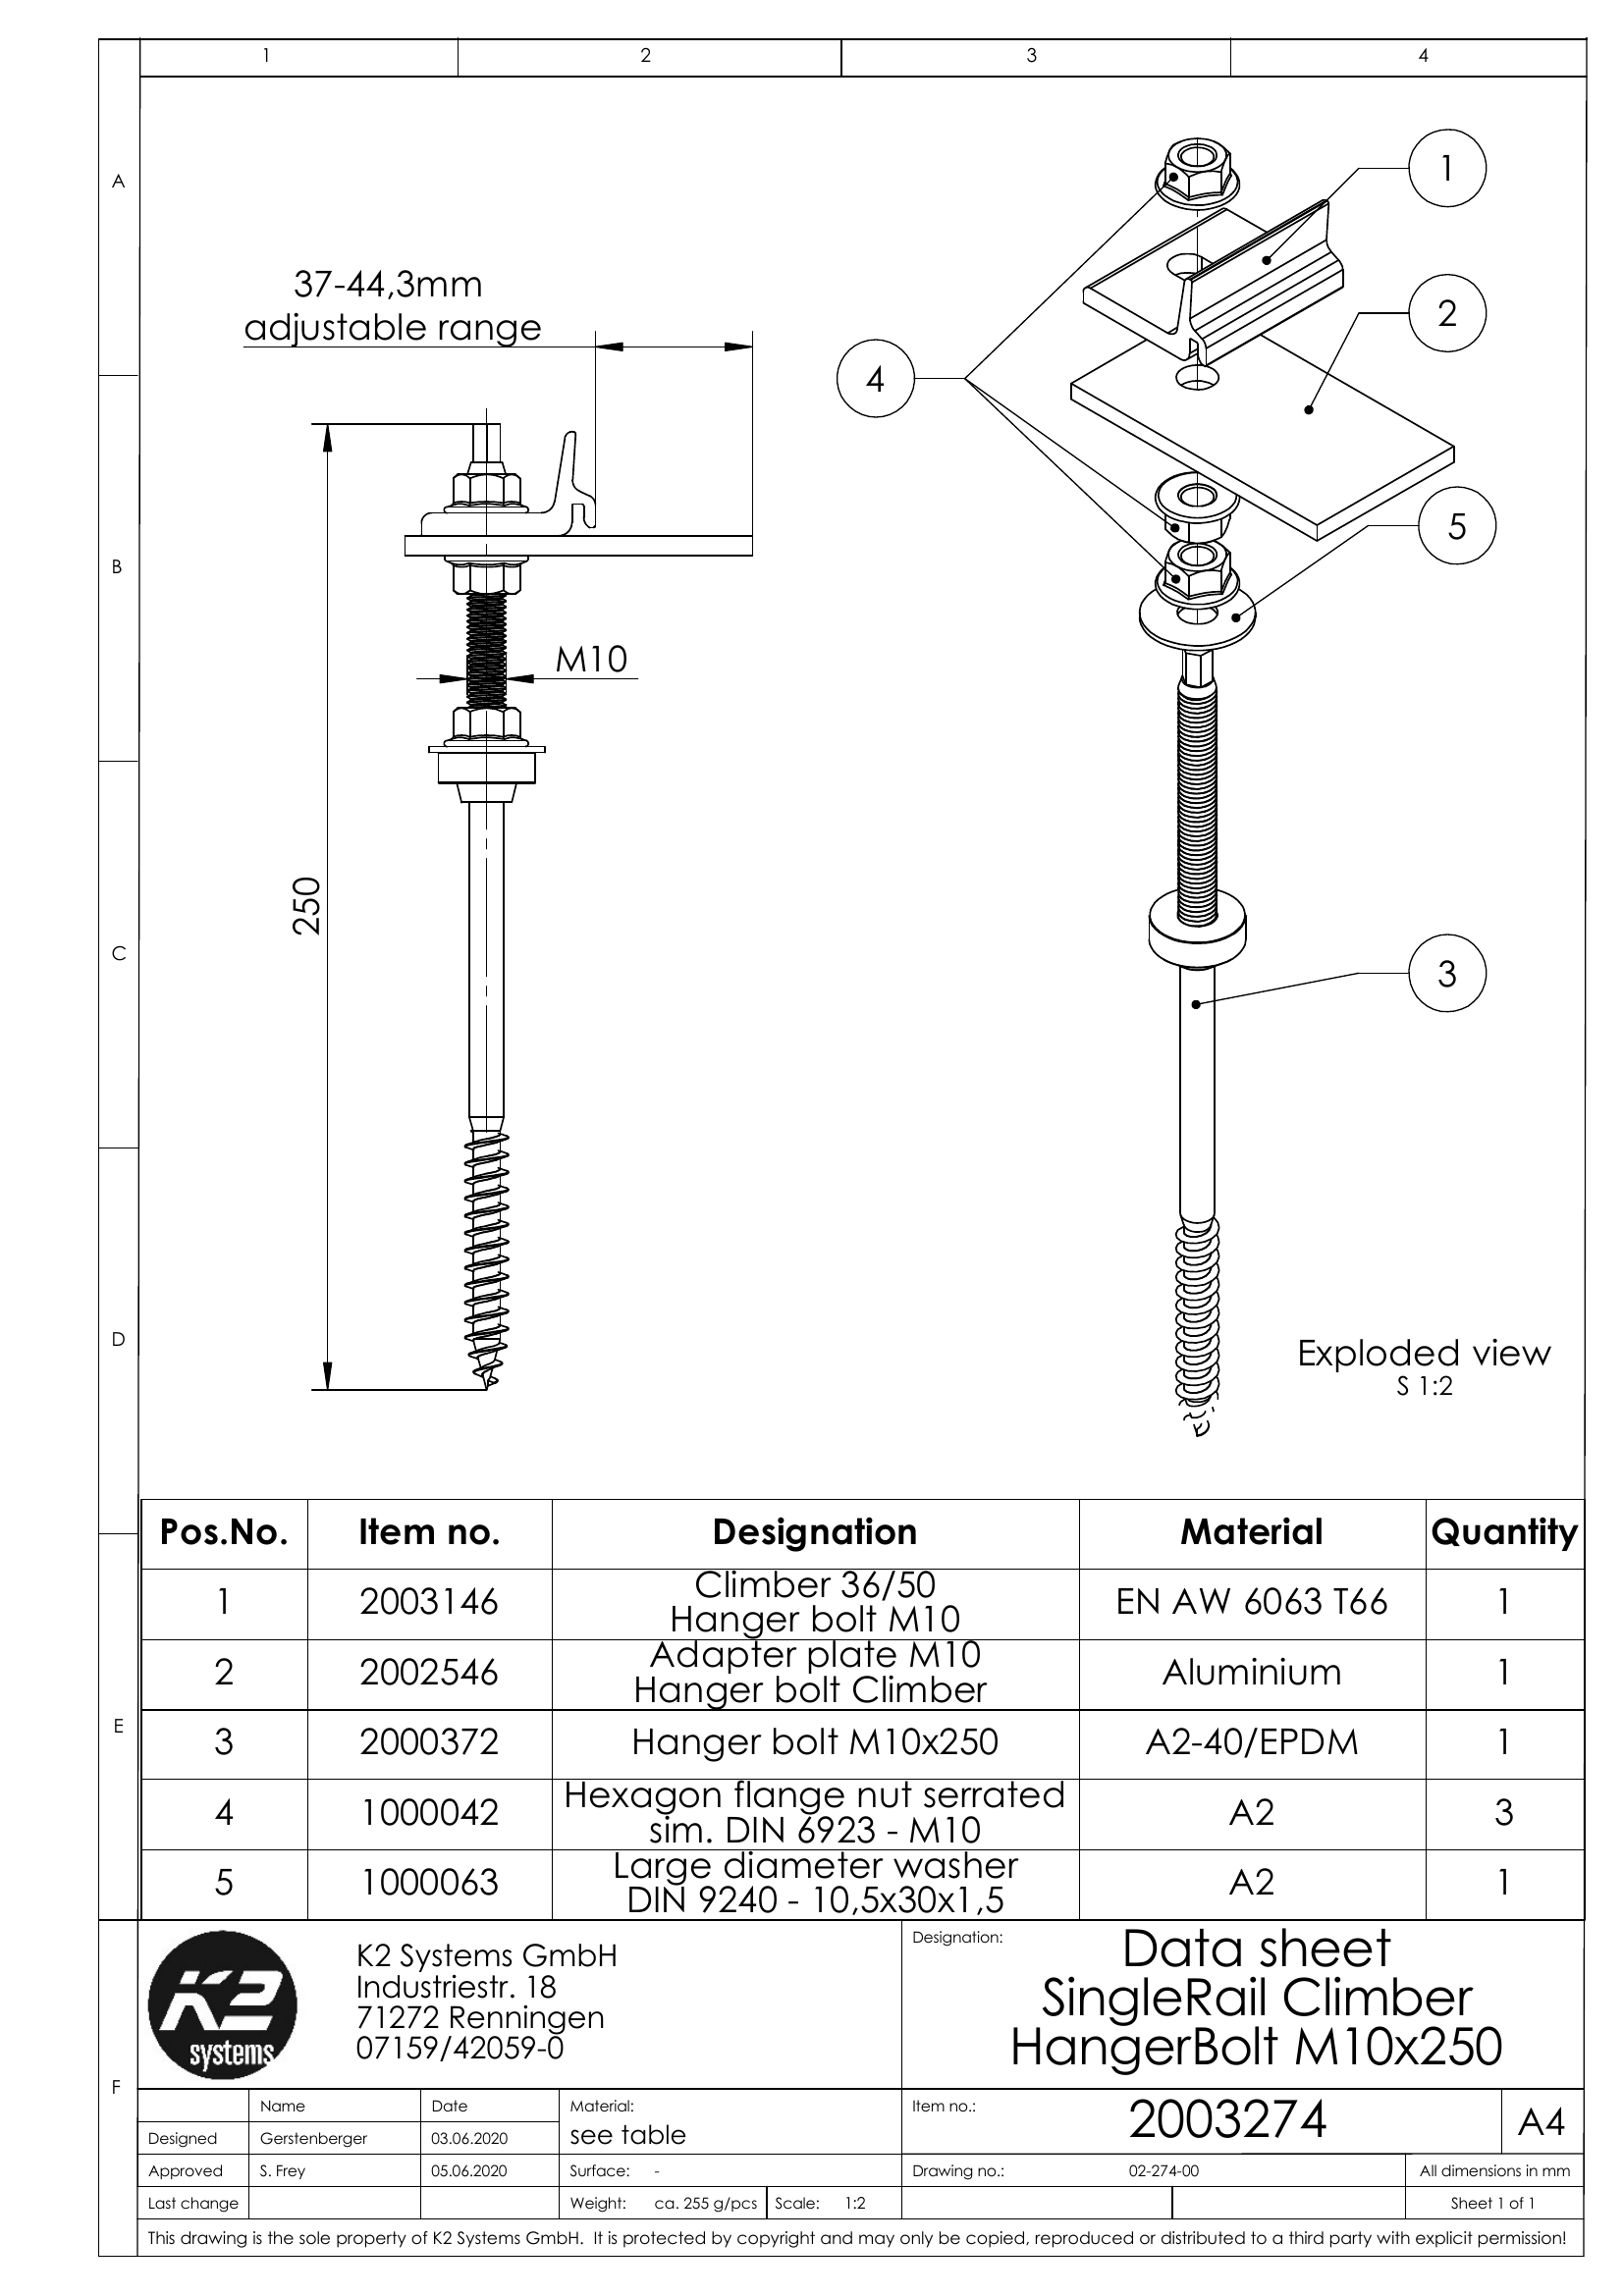 1 2 3 4
A
B
C
D
E
F
37-44,3mm
adjustable range
M10
250
1
2
4
5
3
Exploded view
S 1:2
Pos.No. Item no. Designation Material Quantity
1 2003146 Climber 36/50
Hanger bolt M10 EN AW 6063 T66 1
2 2002546 Adapter plate M10
Hanger bolt Climber Aluminium 1
3 2000372 Hanger bolt M10x250 A2-40/EPDM 1
4 1000042 Hexagon flange nut serrated
sim. DIN 6923 - M10 A2 3
5 1000063 Large diameter washer
DIN 9240 - 10,5x30x1,5 A2 1
K2
systems
K2 Systems GmbH
Industriestr. 18
71272 Renningen
07159/42059-0
Designation:
Data sheet
SingleRail Climber
HangerBolt M10x250
Name Date
Designed Gerstenberger 03.06.2020
Approved S. Frey 05.06.2020
Last change
Material:
see table
Surface: -
Weight: ca. 255 g/pcs Scale: 1:2
Item no.: 2003274 A4
Drawing no.: 02-274-00 All dimensions in mm
Sheet 1 of 1
This drawing is the sole property of K2 Systems GmbH. It is protected by copyright and may only be copied, reproduced or distributed to a third party with explicit permission!